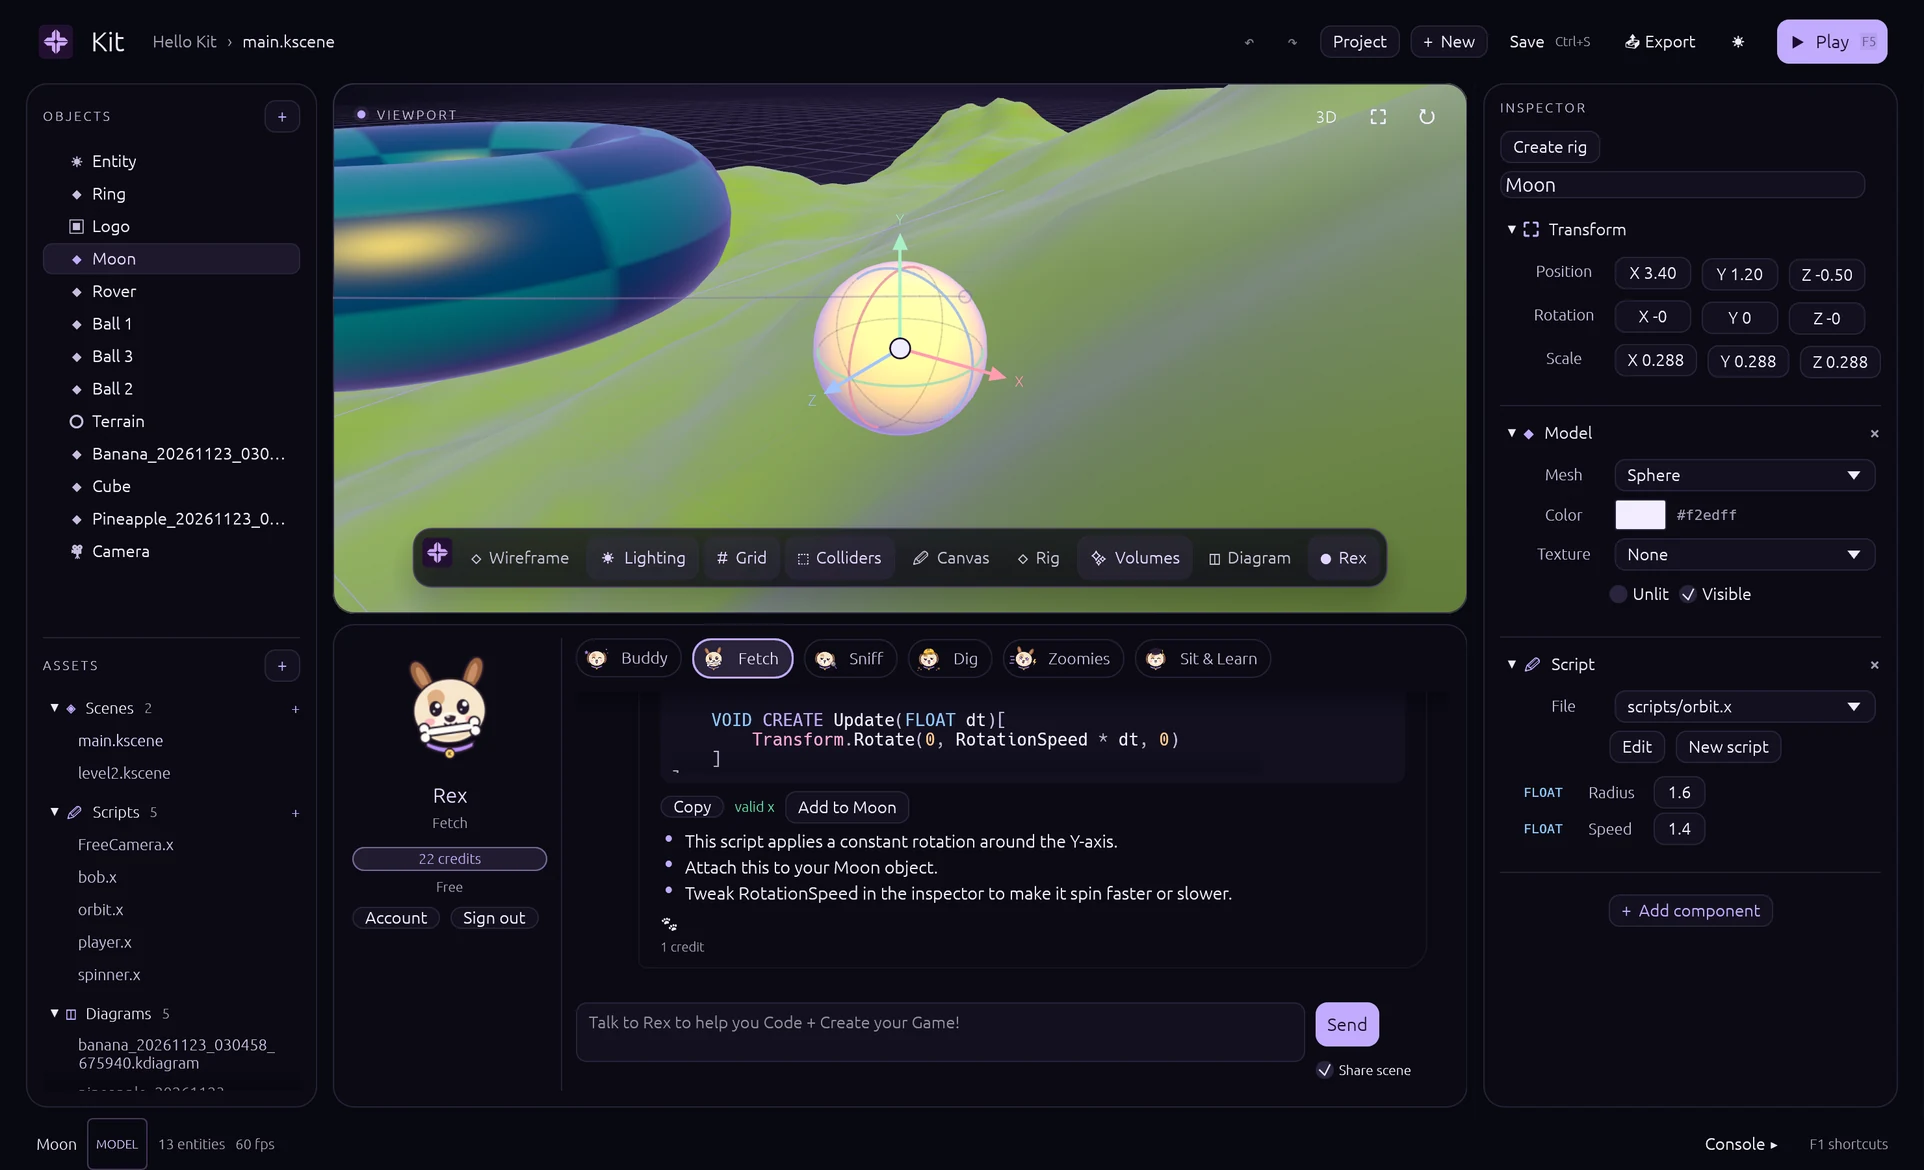 Kit
Hello Kit › main.kscene
Project
+ New
Save Ctrl+S
Export
Play F5
OBJECTS
+
Entity
Ring
Logo
Moon
Rover
Ball 1
Ball 3
Ball 2
Terrain
Banana_20261123_030...
Cube
Pineapple_20261123_0...
Camera
ASSETS
+
Scenes 2 +
main.kscene
level2.kscene
Scripts 5 +
FreeCamera.x
bob.x
orbit.x
player.x
spinner.x
Diagrams 5
banana_20261123_030458_
675940.kdiagram
VIEWPORT
3D
Y
X
Z
Wireframe
Lighting
# Grid
Colliders
Canvas
Rig
Volumes
Diagram
Rex
Rex
Fetch
22 credits
Free
Account
Sign out
Buddy
Fetch
Sniff
Dig
Zoomies
Sit & Learn
VOID CREATE Update(FLOAT dt)[
Transform.Rotate(0, RotationSpeed * dt, 0)
]
Copy
valid x
Add to Moon
• This script applies a constant rotation around the Y-axis.
• Attach this to your Moon object.
• Tweak RotationSpeed in the inspector to make it spin faster or slower.
1 credit
Talk to Rex to help you Code + Create your Game!
Send
Share scene
INSPECTOR
Create rig
Moon
Transform
Position X 3.40 Y 1.20 Z -0.50
Rotation X -0 Y 0 Z -0
Scale X 0.288 Y 0.288 Z 0.288
Model ×
Mesh Sphere
Color #f2edff
Texture None
Unlit Visible
Script ×
File scripts/orbit.x
Edit New script
FLOAT Radius 1.6
FLOAT Speed 1.4
+ Add component
Moon MODEL 13 entities 60 fps
Console ▸
F1 shortcuts